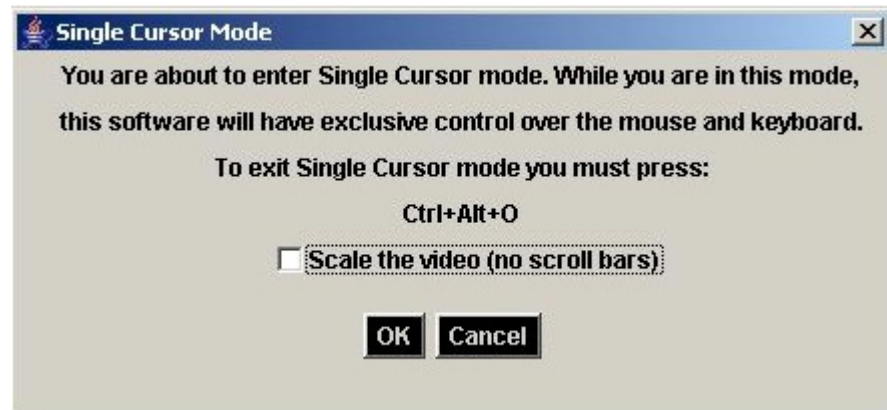 Single Cursor Mode
You are about to enter Single Cursor mode. While you are in this mode,
this software will have exclusive control over the mouse and keyboard.
To exit Single Cursor mode you must press:
Ctrl+Alt+O
Scale the video (no scroll bars)
OK Cancel